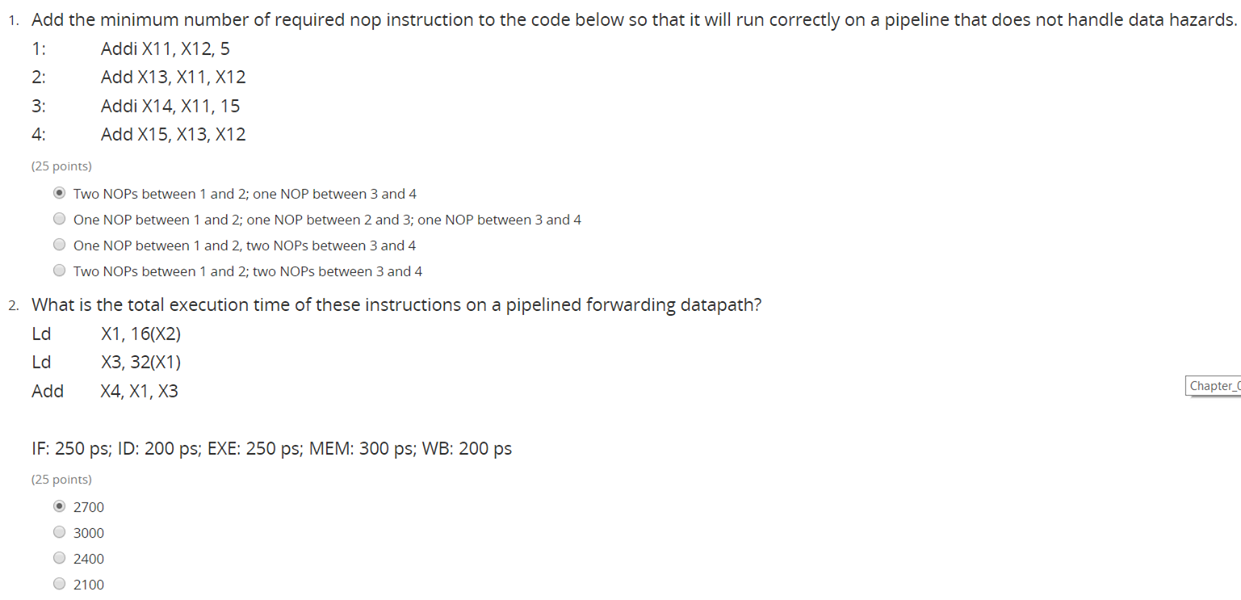 1. Add the minimum number of required nop instruction to the code below so that it will run correctly on a pipeline that does not handle data hazards.
1: Addi X11, X12, 5
2: Add X13, X11, X12
3: Addi X14, X11, 15
4: Add X15, X13, X12
(25 points)
Two NOPs between 1 and 2; one NOP between 3 and 4
One NOP between 1 and 2; one NOP between 2 and 3; one NOP between 3 and 4
One NOP between 1 and 2, two NOPs between 3 and 4
Two NOPs between 1 and 2; two NOPs between 3 and 4
2. What is the total execution time of these instructions on a pipelined forwarding datapath?
Ld X1, 16(X2)
Ld X3, 32(X1)
Add X4, X1, X3
Chapter_
IF: 250 ps; ID: 200 ps; EXE: 250 ps; MEM: 300 ps; WB: 200 ps
(25 points)
2700
3000
2400
2100